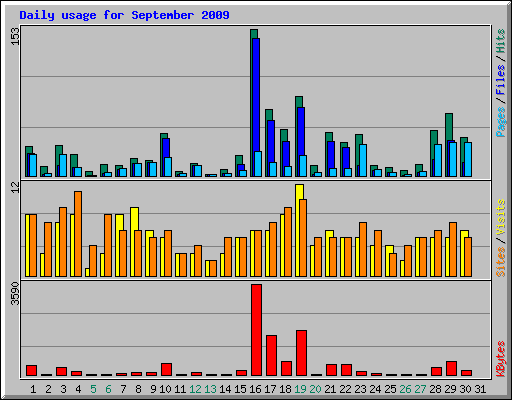 Daily usage for September 2009
153
Pages / Files / Hits
12
Sites / Visits
3590
KBytes
1 2 3 4 5 6 7 8 9 10 11 12 13 14 15 16 17 18 19 20 21 22 23 24 25 26 27 28 29 30 31